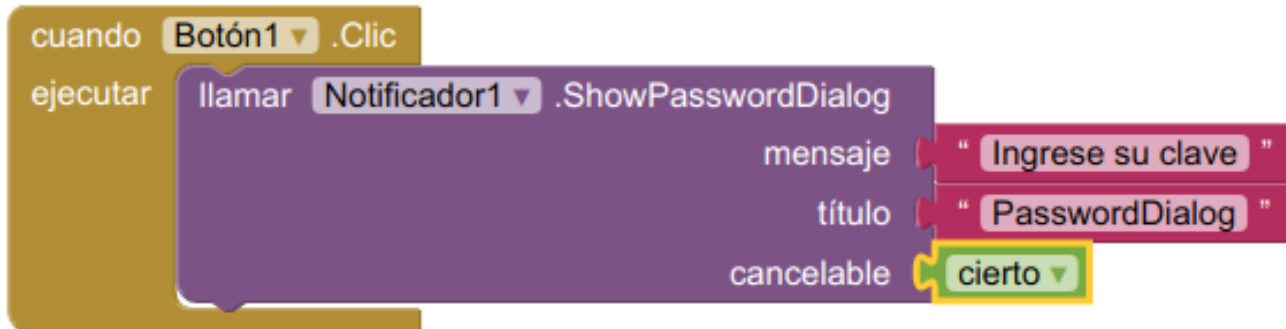 cuando Botón1 .Clic
ejecutar llamar Notificador1 .ShowPasswordDialog
mensaje “ Ingrese su clave ”
título “ PasswordDialog ”
cancelable cierto